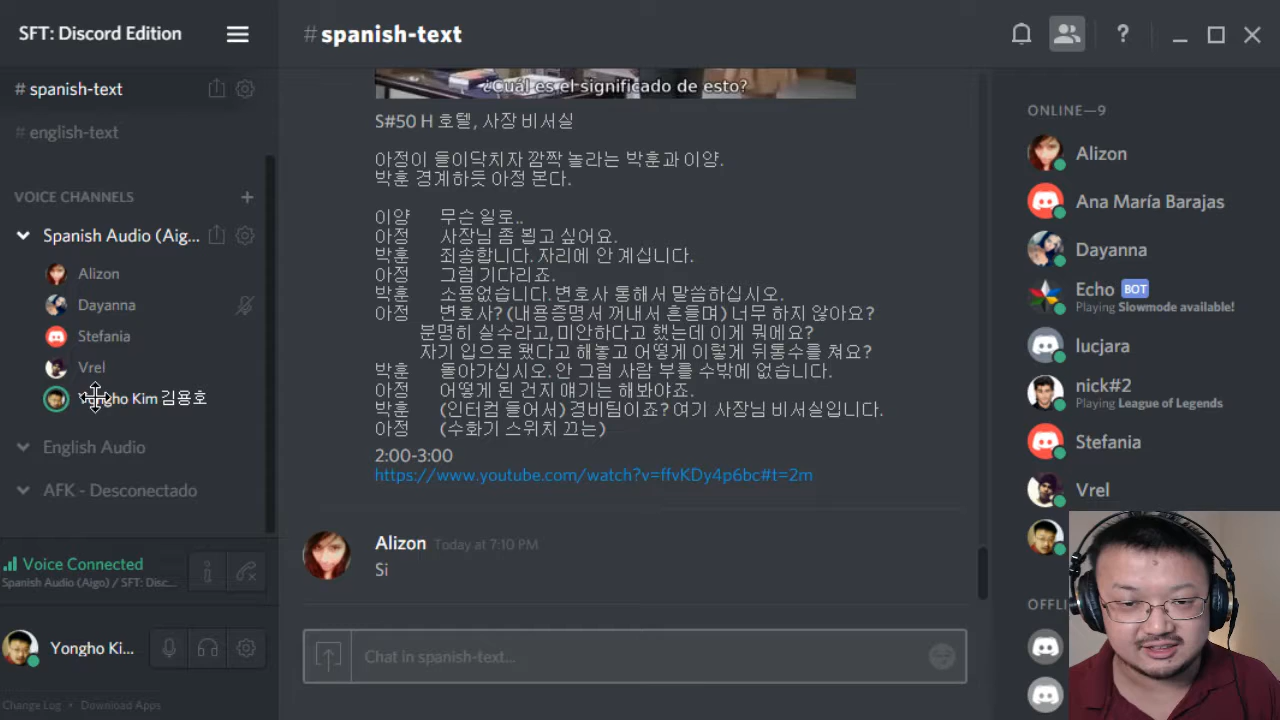 SFT: Discord Edition
# spanish-text
# english-text
VOICE CHANNELS
Spanish Audio (Aig...
Alizon
Dayanna
Stefania
Vrel
Kim 김용호
English Audio
AFK - Desconectado
Voice Connected
Spanish Audio (Aigo) / SFT: Disc...
Yongho Ki...
Change Log • Download Apps
# spanish-text
¿Cuál es el significado de esto?
S#50 H 호텔, 사장 비서실
아정이 들이닥치자 깜짝 놀라는 박훈과 이양.
박훈 경계하듯 아정 본다.
이양 무슨 일로..
아정 사장님 좀 뵙고 싶어요.
박훈 죄송합니다. 자리에 안 계십니다.
아정 그럼 기다리죠.
박훈 소용없습니다. 변호사 통해서 말씀하십시오.
아정 변호사? (내용증명서 꺼내서 흔들며) 너무 하지 않아요?
분명히 실수라고, 미안하다고 했는데 이게 뭐에요?
자기 입으로 됐다고 해놓고 어떻게 이렇게 뒤통수를 쳐요?
박훈 돌아가십시오. 안 그럼 사람 부를 수밖에 없습니다.
아정 어떻게 된 건지 얘기는 해봐야죠.
박훈 (인터컴 들어서) 경비팀이죠? 여기 사장님 비서실입니다.
아정 (수화기 스위치 끄는)
2:00-3:00
https://www.youtube.com/watch?v=ffvKDy4p6bc#t=2m
Alizon Today at 7:10 PM
Si
Chat in spanish-text...
ONLINE—9
Alizon
Ana María Barajas
Dayanna
Echo BOT
Playing Slowmode available!
lucjara
nick#2
Playing League of Legends
Stefania
Vrel
OFFLI